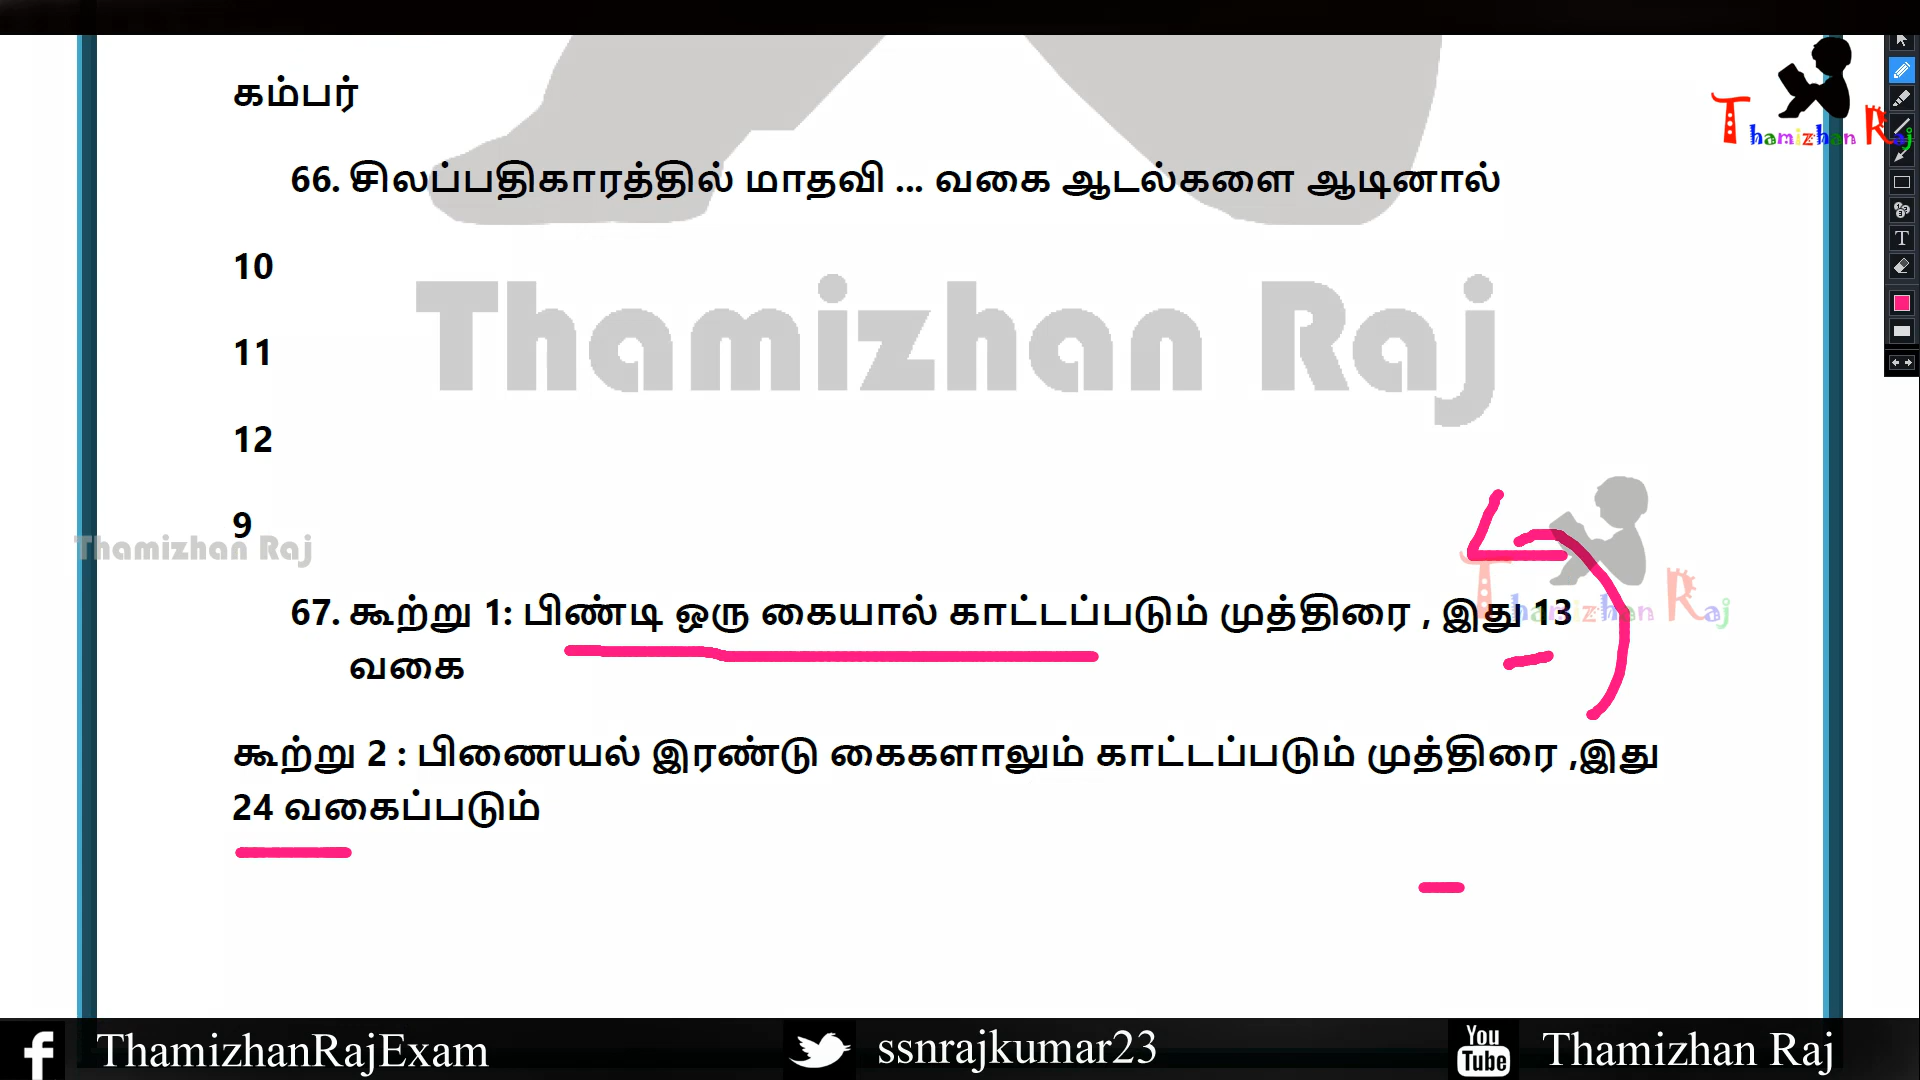 கம்பர்
Thamizhan Raj
66. சிலப்பதிகாரத்தில் மாதவி ... வகை ஆடல்களை ஆடினால்
10
Thamizhan Raj
11
12
9
Thamizhan Raj
Thamizhan Raj
67. கூற்று 1: பிண்டி ஒரு கையால் காட்டப்படும் முத்திரை , இது 13
வகை
கூற்று 2 : பிணையல் இரண்டு கைகளாலும் காட்டப்படும் முத்திரை ,இது
24 வகைப்படும்
f ThamizhanRajExam ssnrajkumar23 You Tube Thamizhan Raj